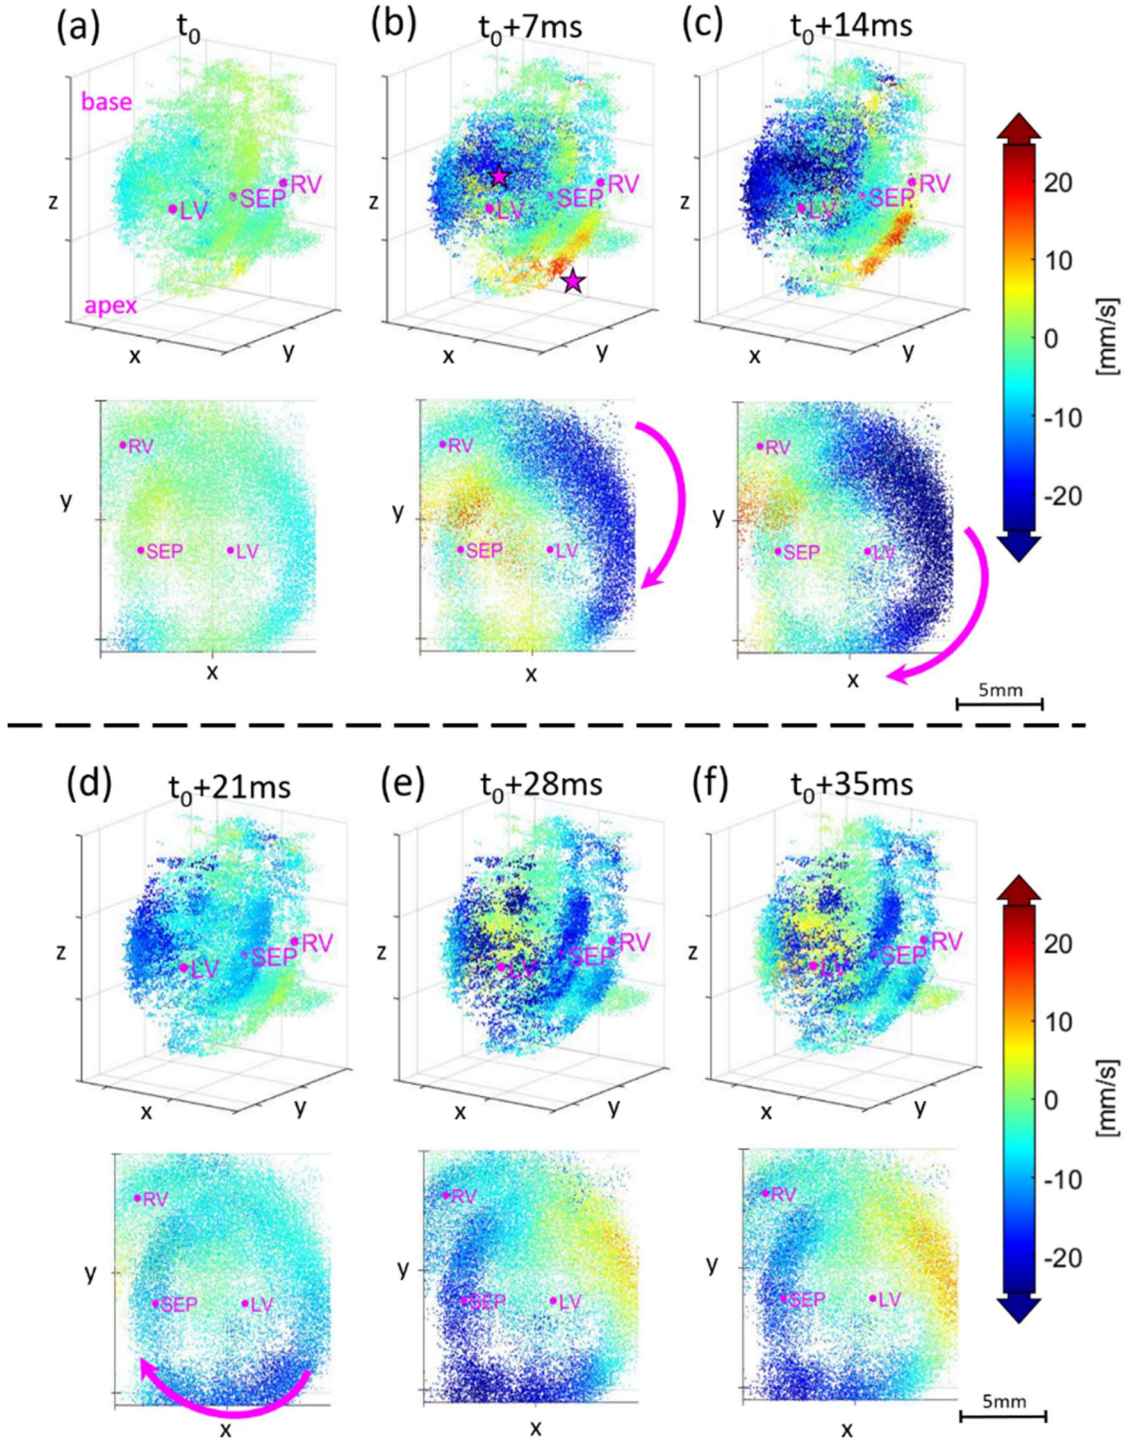 (a) t0 (b) t0+7ms (c) t0+14ms
base
z LV SEP RV z LV SEP RV z LV SEP RV
apex
x y x y x y
20
10
0
-10
-20
[mm/s]
RV RV RV
y y y
SEP LV SEP LV SEP LV
x x x
5mm
(d) t0+21ms (e) t0+28ms (f) t0+35ms
z LV SEP RV z LV SEP RV z LV SEP RV
x y x y x y
20
10
0
-10
-20
[mm/s]
RV RV RV
y y y
SEP LV SEP LV SEP LV
x x x
5mm